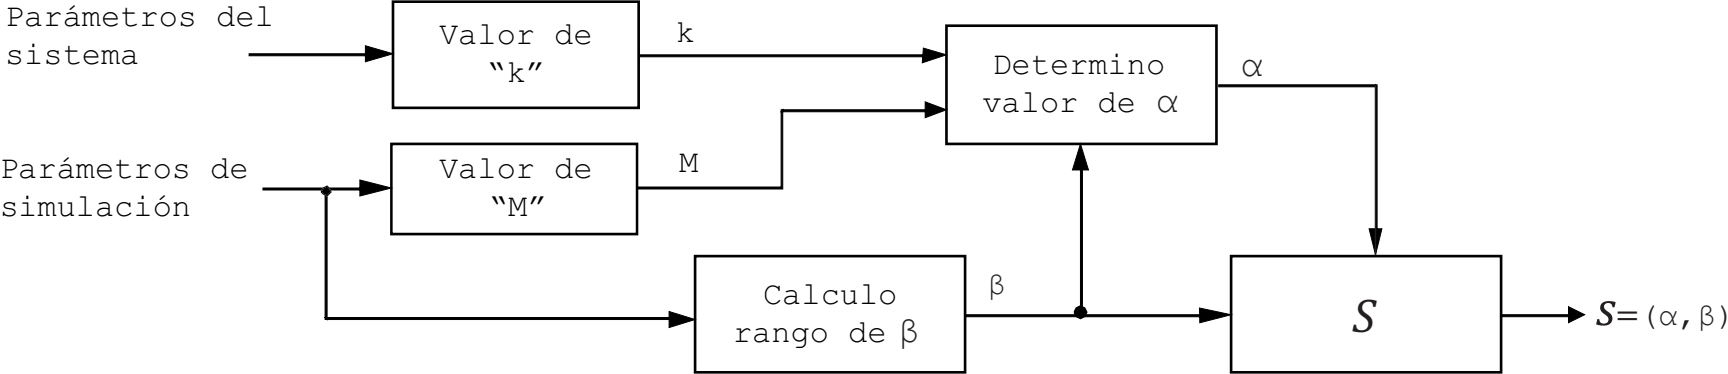 Parámetros del
sistema
Valor de
“k”
k
Determino
valor de α
α
Parámetros de
simulación
Valor de
“M”
M
Calculo
rango de β
β
S
S=(α,β)